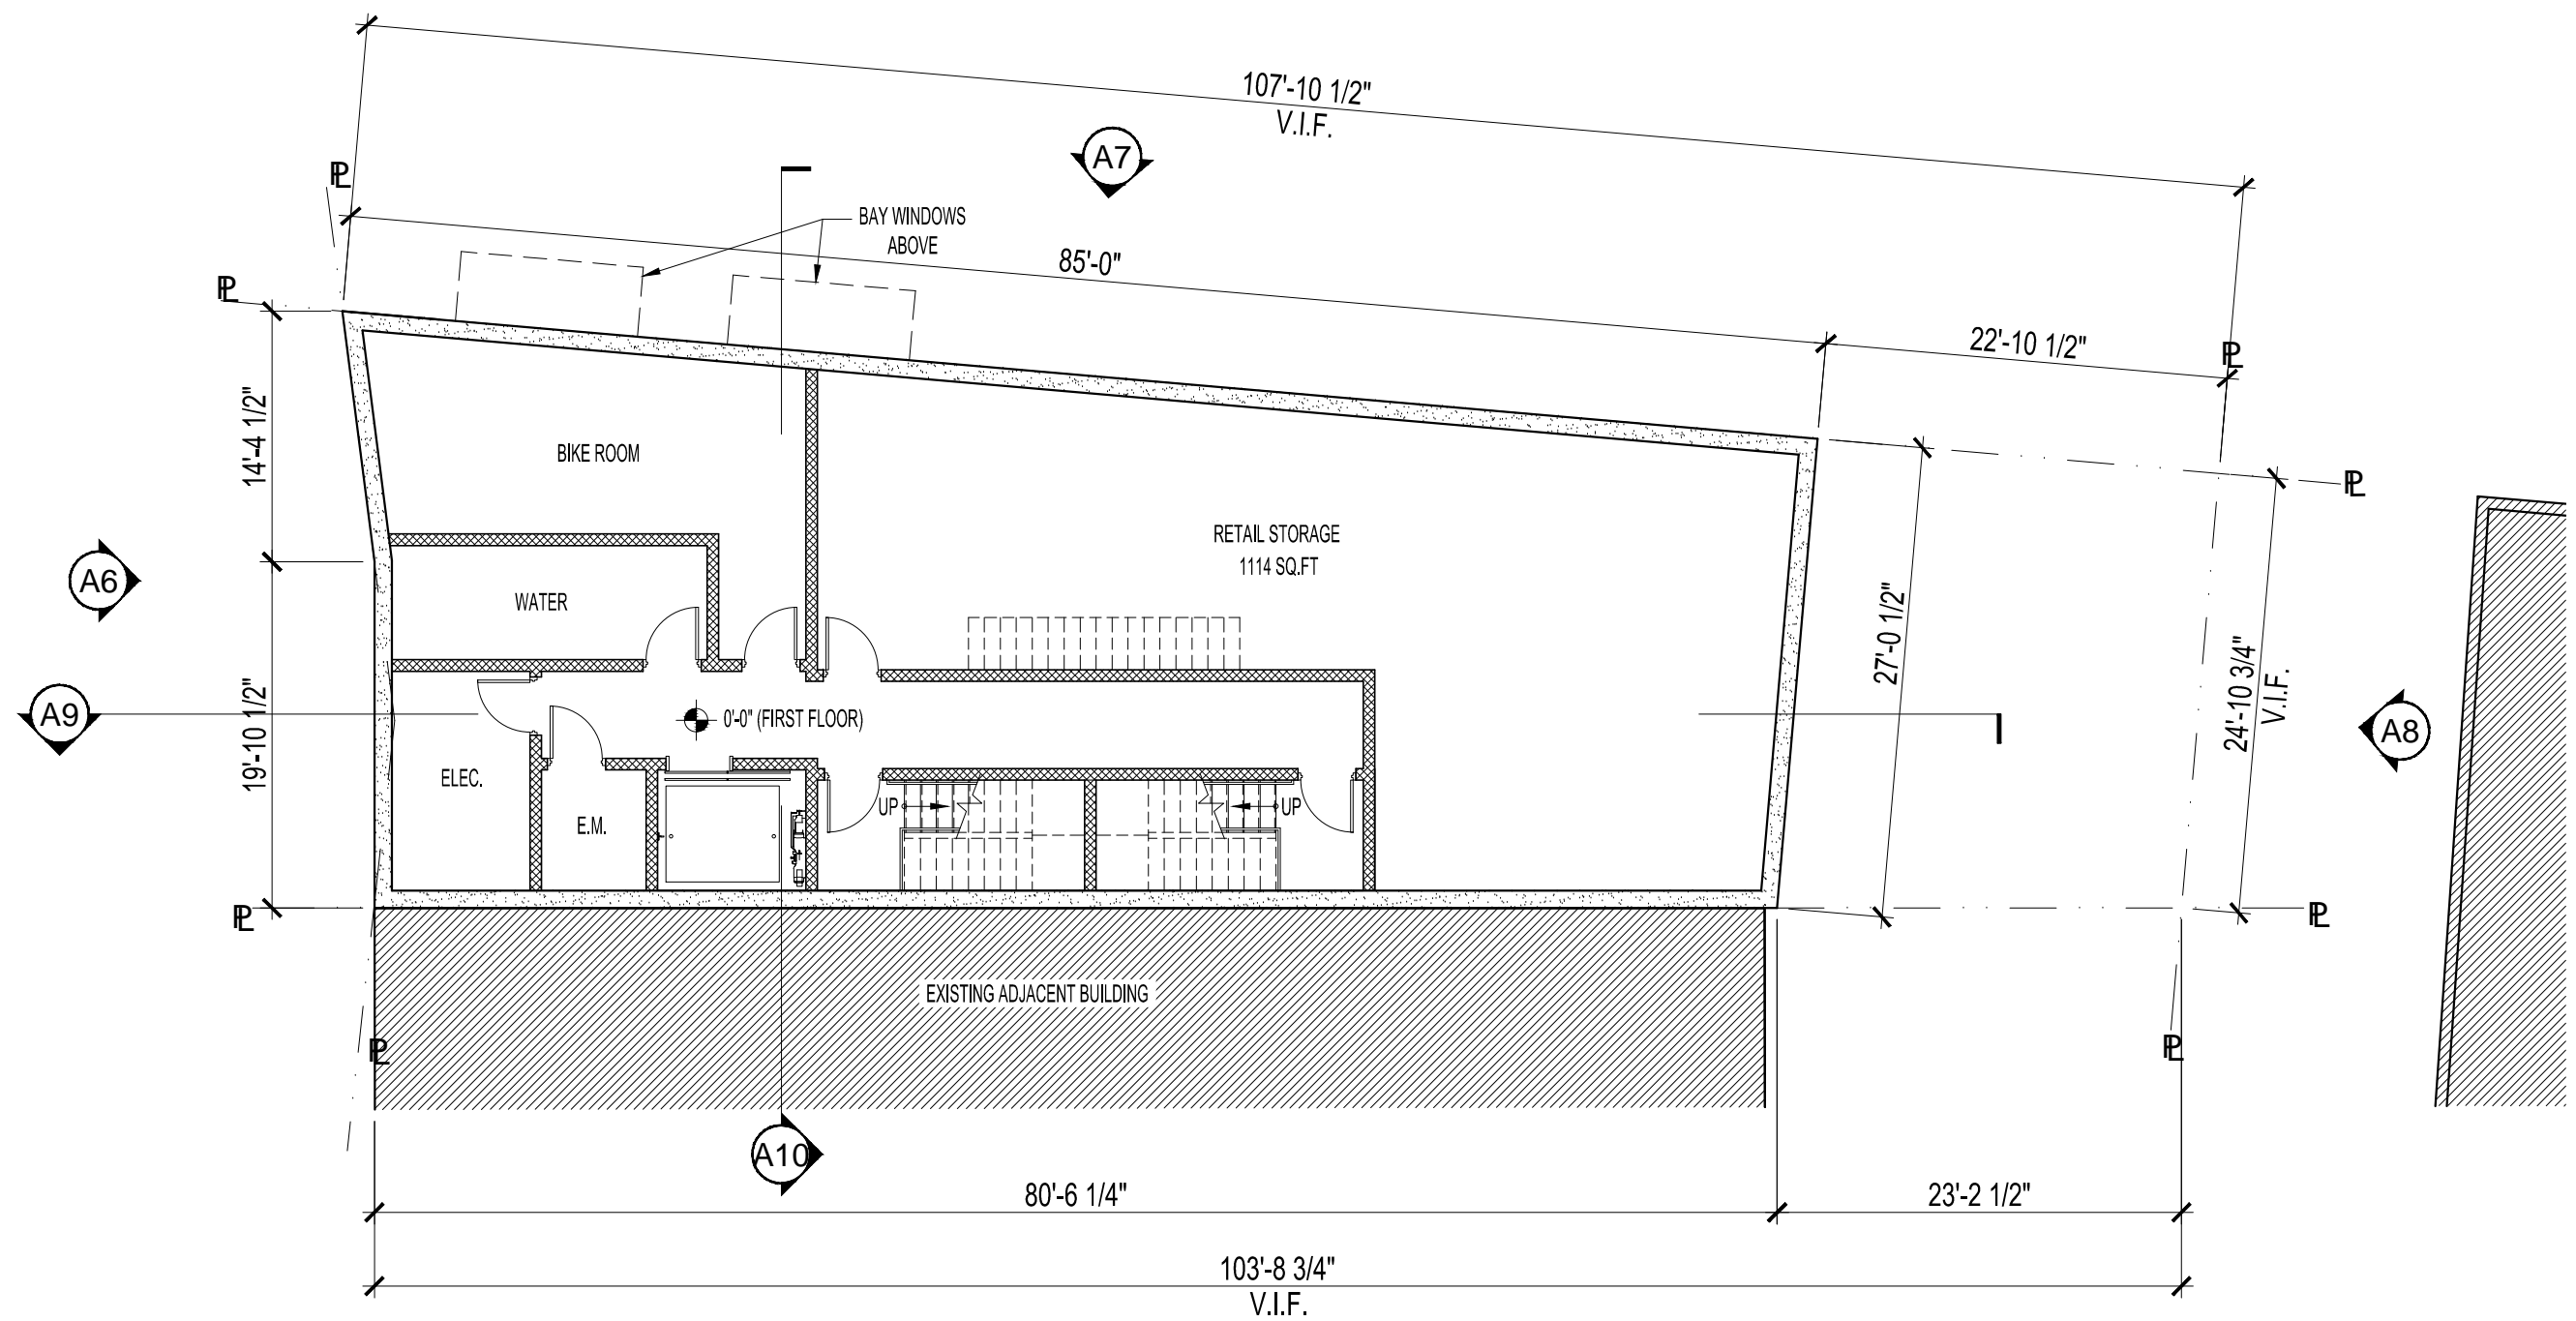 107'-10 1/2"
V.I.F.
A7
PL
BAY WINDOWS
ABOVE
85'-0"
PL
22'-10 1/2"
PL
14'-4 1/2"
BIKE ROOM
PL
RETAIL STORAGE
1114 SQ.FT
A6
WATER
27'-0 1/2"
24'-10 3/4"
V.I.F.
A9
19'-10 1/2"
0'-0" (FIRST FLOOR)
A8
ELEC.
E.M.
UP
UP
PL
PL
EXISTING ADJACENT BUILDING
PL
PL
A10
80'-6 1/4"
23'-2 1/2"
103'-8 3/4"
V.I.F.